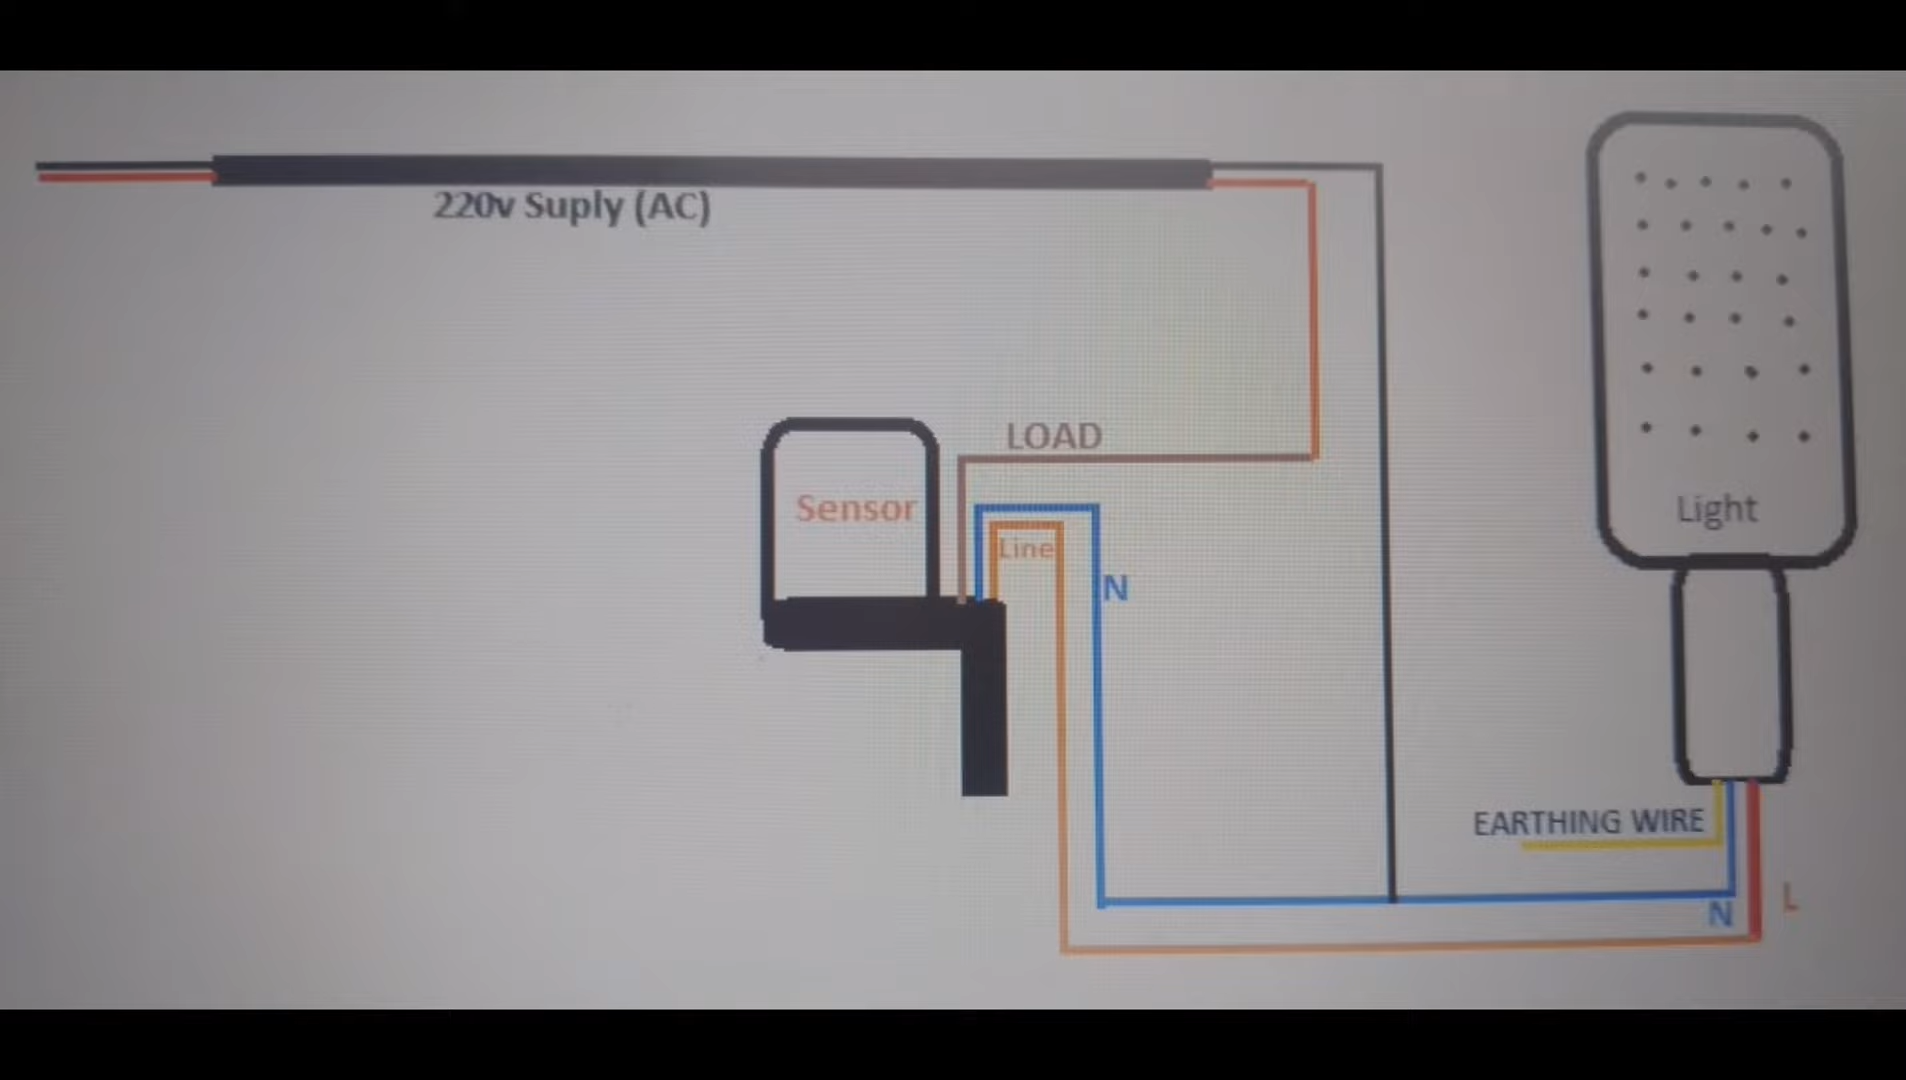 220v Suply (AC)
LOAD
Sensor
Line
N
Light
EARTHING WIRE
N
L